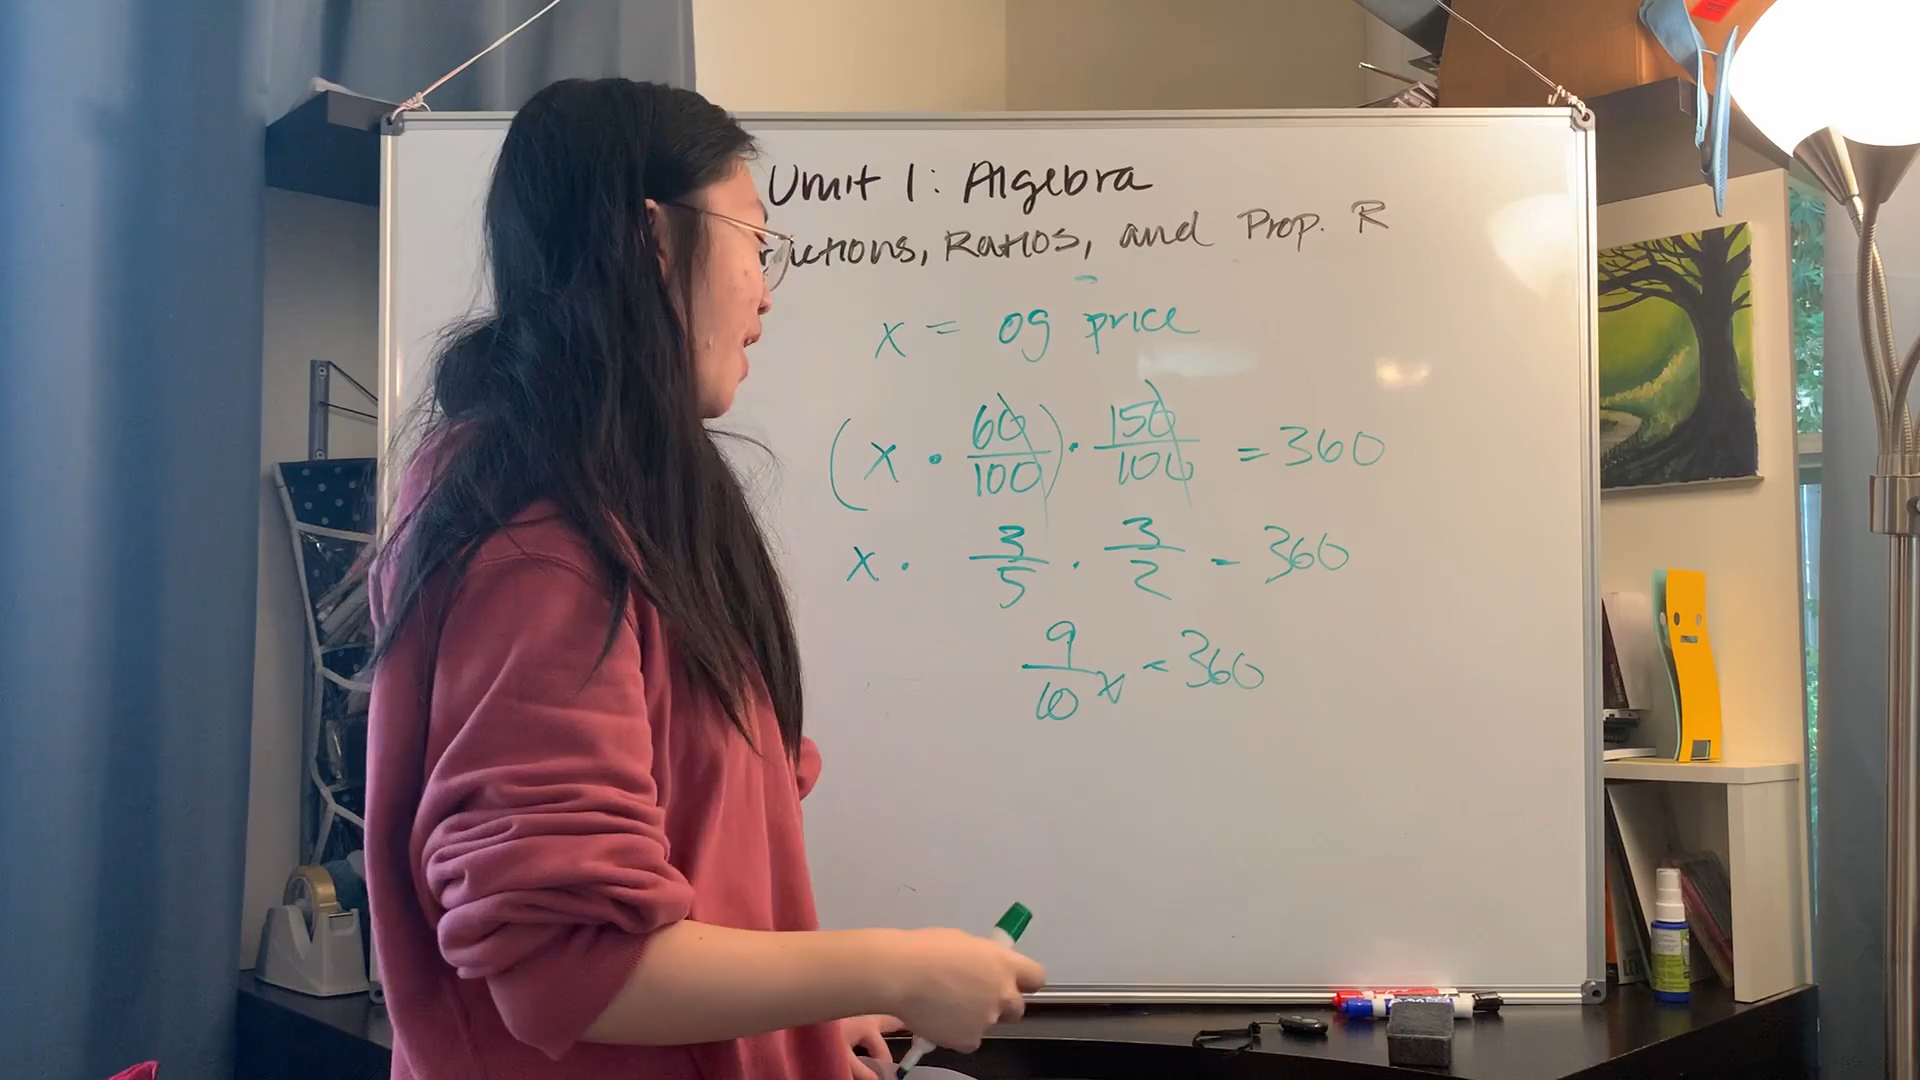 Unit 1: Algebra
ractions, Ratios, and Prop. R
x = og price
(x · 60/100) · 150/100 = 360
x · 3/5 · 3/2 = 360
9/10 x = 360